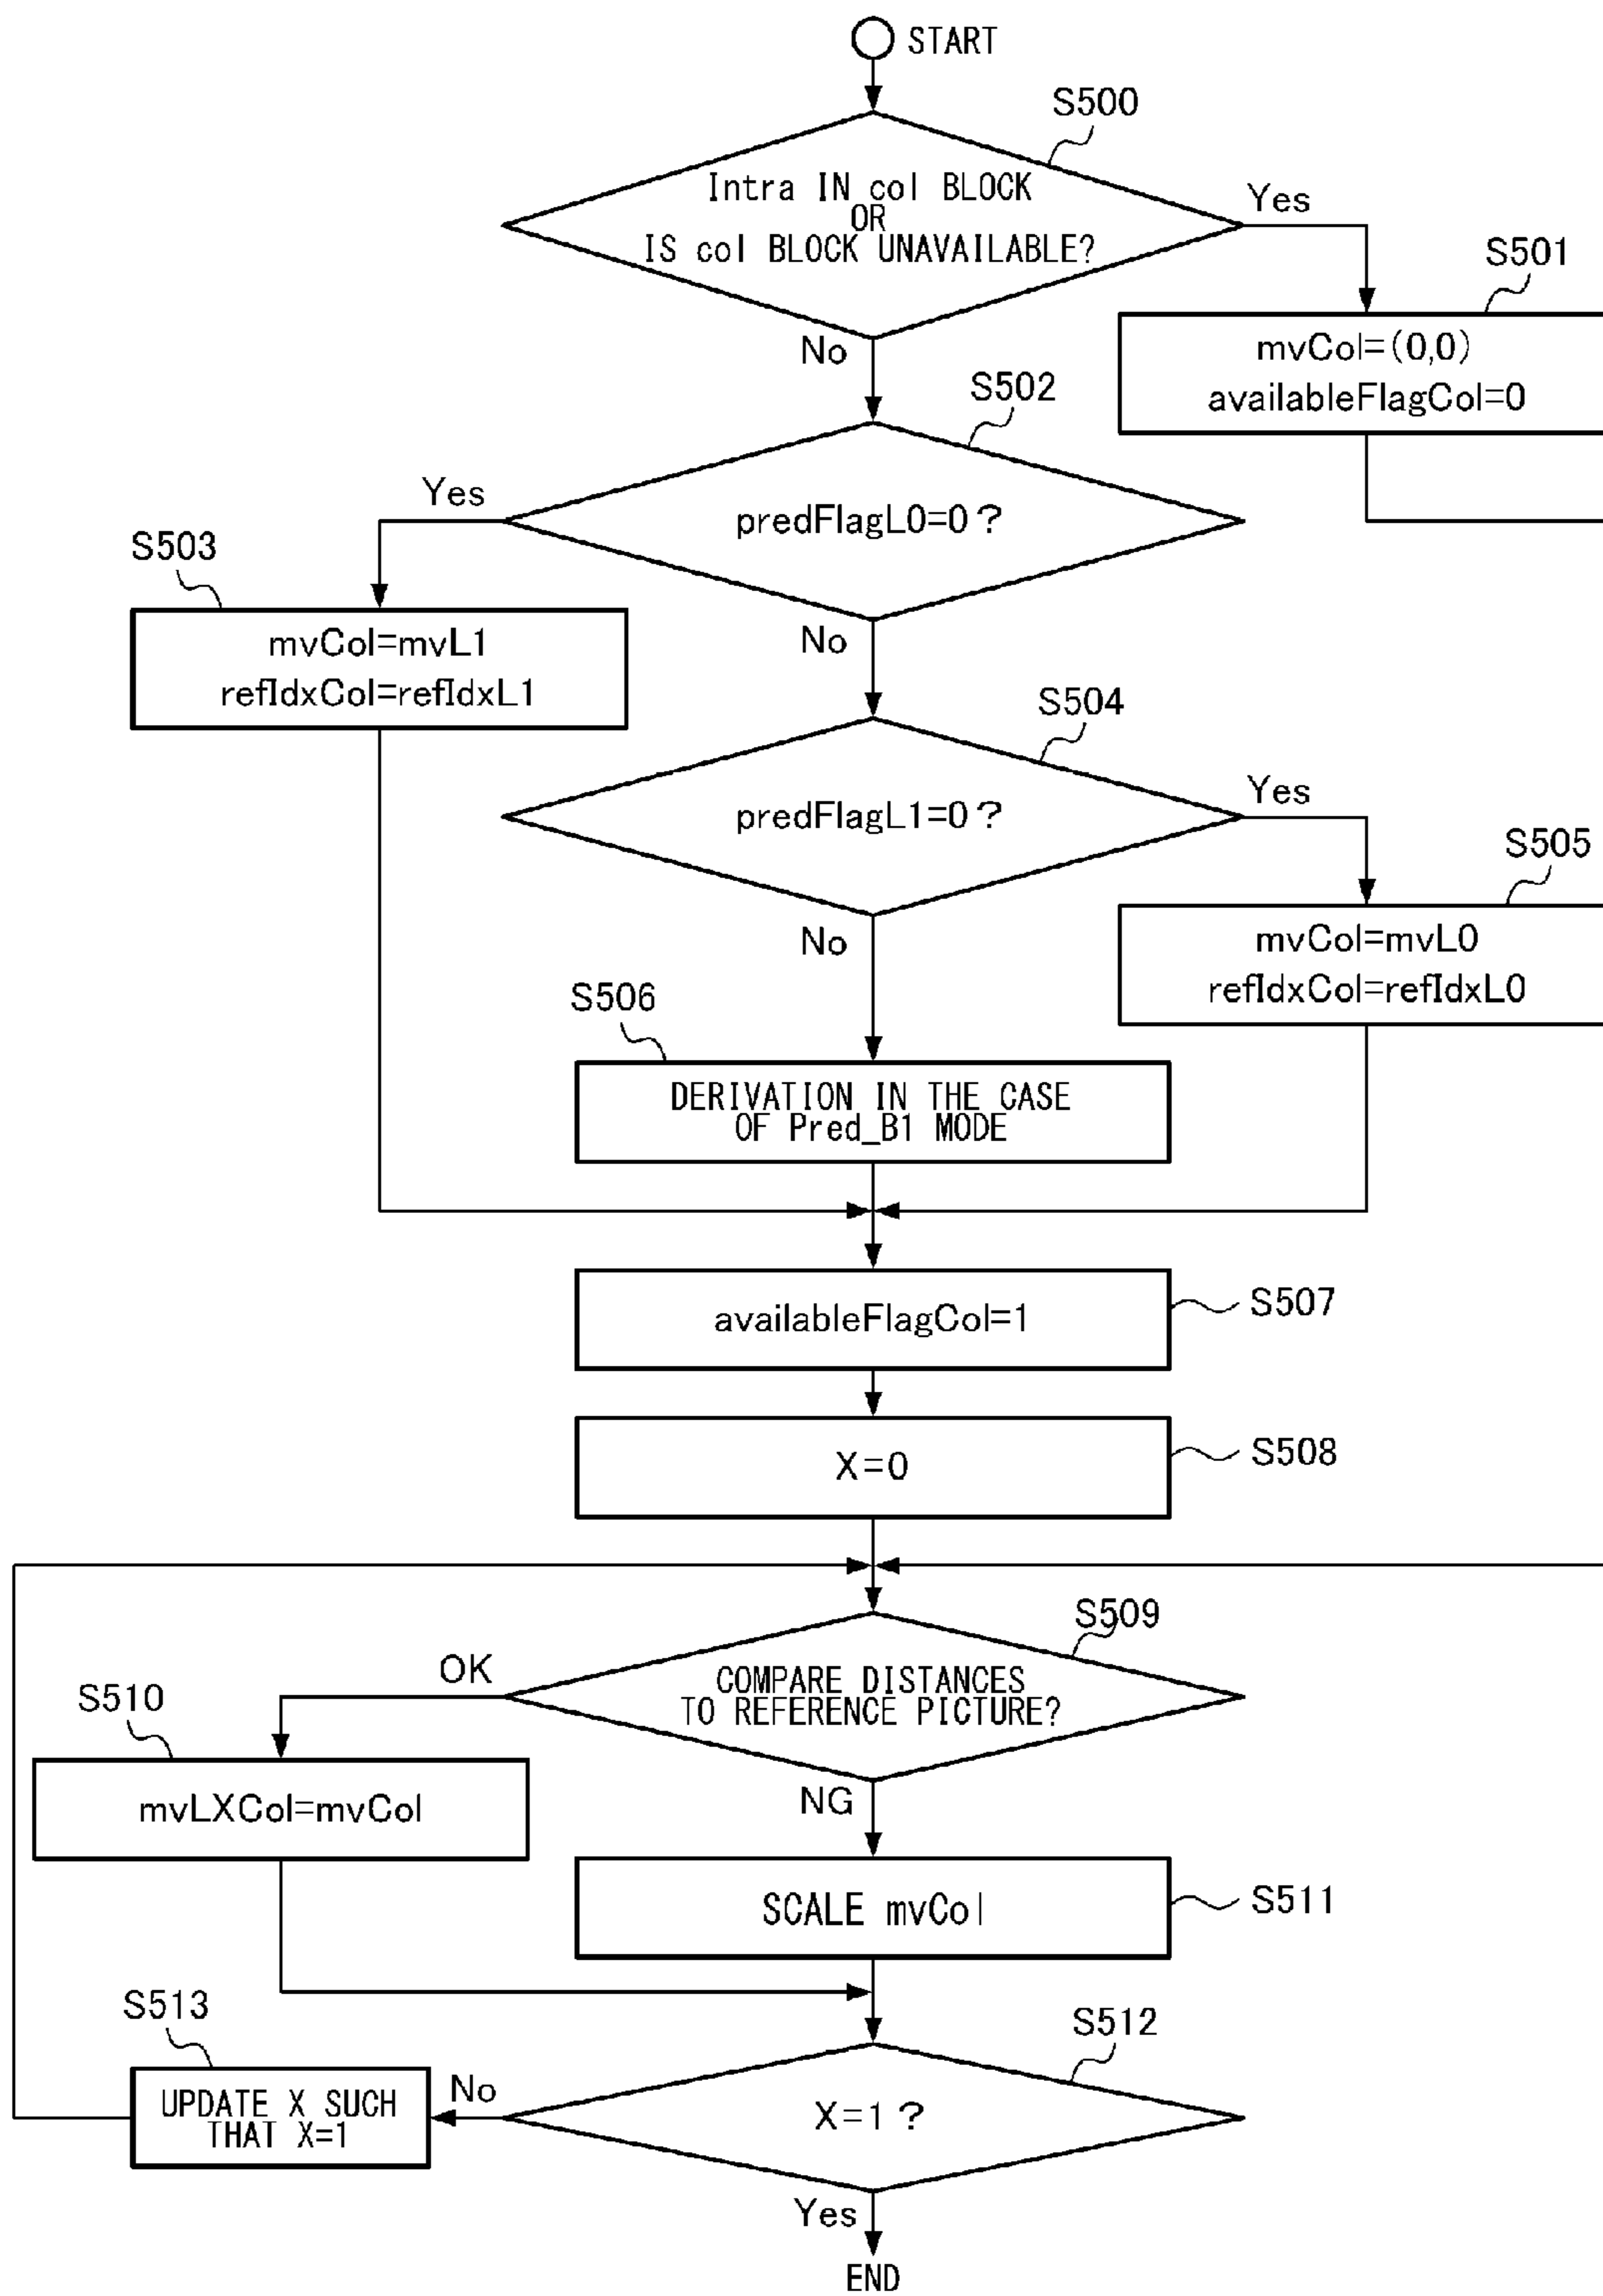 START
S500
Intra IN col BLOCK
OR
IS col BLOCK UNAVAILABLE?
Yes
No
S501
mvCol=(0,0)
availableFlagCol=0
S502
predFlagL0=0?
Yes
No
S503
mvCol=mvL1
refIdxCol=refIdxL1
S504
predFlagL1=0?
Yes
No
S505
mvCol=mvL0
refIdxCol=refIdxL0
S506
DERIVATION IN THE CASE
OF Pred_B1 MODE
availableFlagCol=1
S507
X=0
S508
S509
COMPARE DISTANCES
TO REFERENCE PICTURE?
OK
NG
S510
mvLXCol=mvCol
SCALE mvCol
S511
S512
X=1?
No
Yes
S513
UPDATE X SUCH
THAT X=1
END